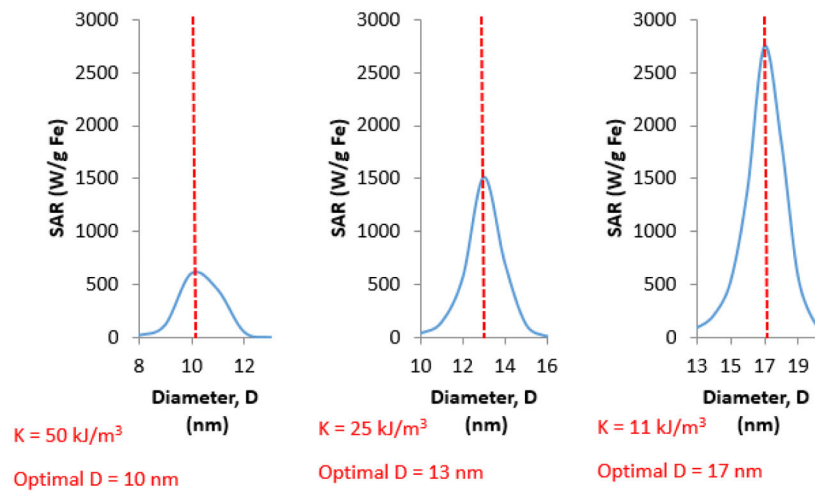 3000
2500
2000
1500
1000
500
0
SAR (W/g Fe)
8 10 12
Diameter, D
(nm)
K = 50 kJ/m³
Optimal D = 10 nm
3000
2500
2000
1500
1000
500
0
SAR (W/g Fe)
10 12 14 16
Diameter, D
(nm)
K = 25 kJ/m³
Optimal D = 13 nm
3000
2500
2000
1500
1000
500
0
SAR (W/g Fe)
13 15 17 19
Diameter, D
(nm)
K = 11 kJ/m³
Optimal D = 17 nm